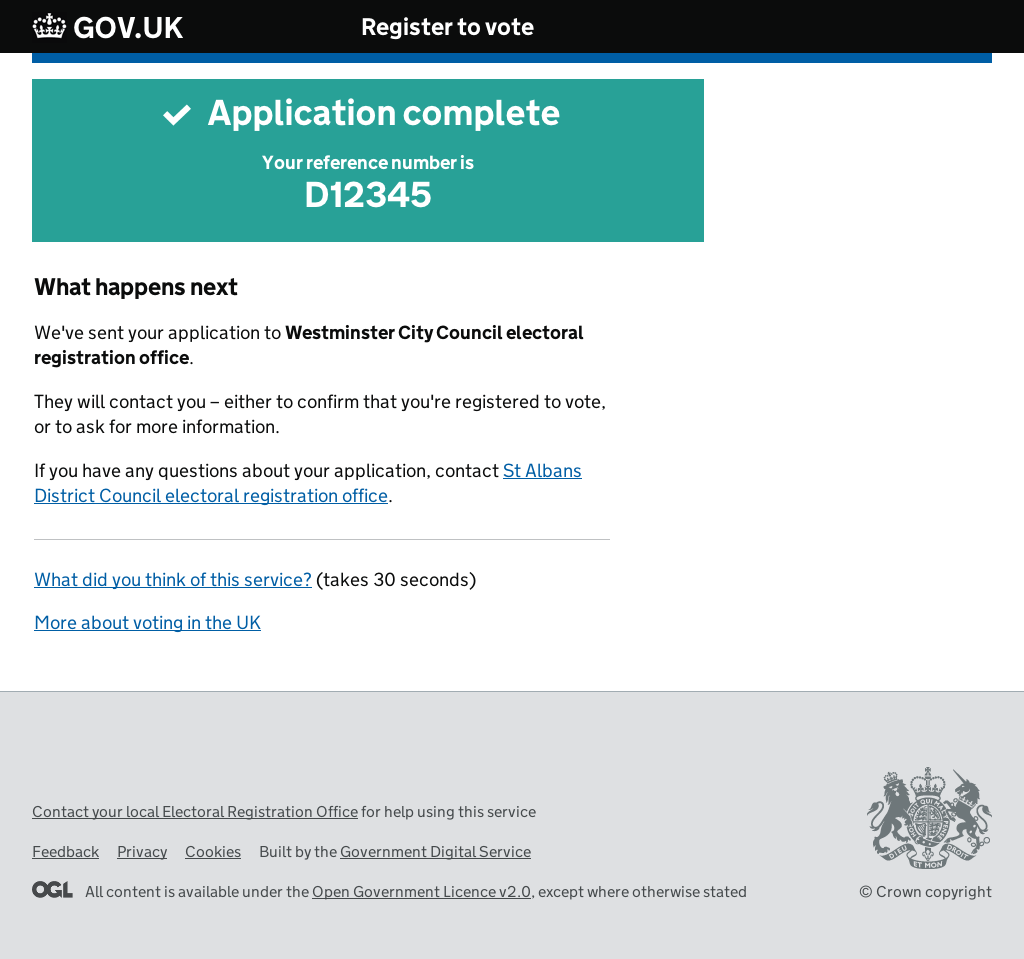 GOV.UK
Register to vote
Application complete
Your reference number is
D12345
What happens next
We've sent your application to Westminster City Council electoral
registration office.
They will contact you – either to confirm that you're registered to vote,
or to ask for more information.
If you have any questions about your application, contact St Albans
District Council electoral registration office.
What did you think of this service? (takes 30 seconds)
More about voting in the UK
Contact your local Electoral Registration Office for help using this service
Feedback Privacy Cookies Built by the Government Digital Service
OGL All content is available under the Open Government Licence v2.0, except where otherwise stated
DIEU ET MON DROIT
© Crown copyright